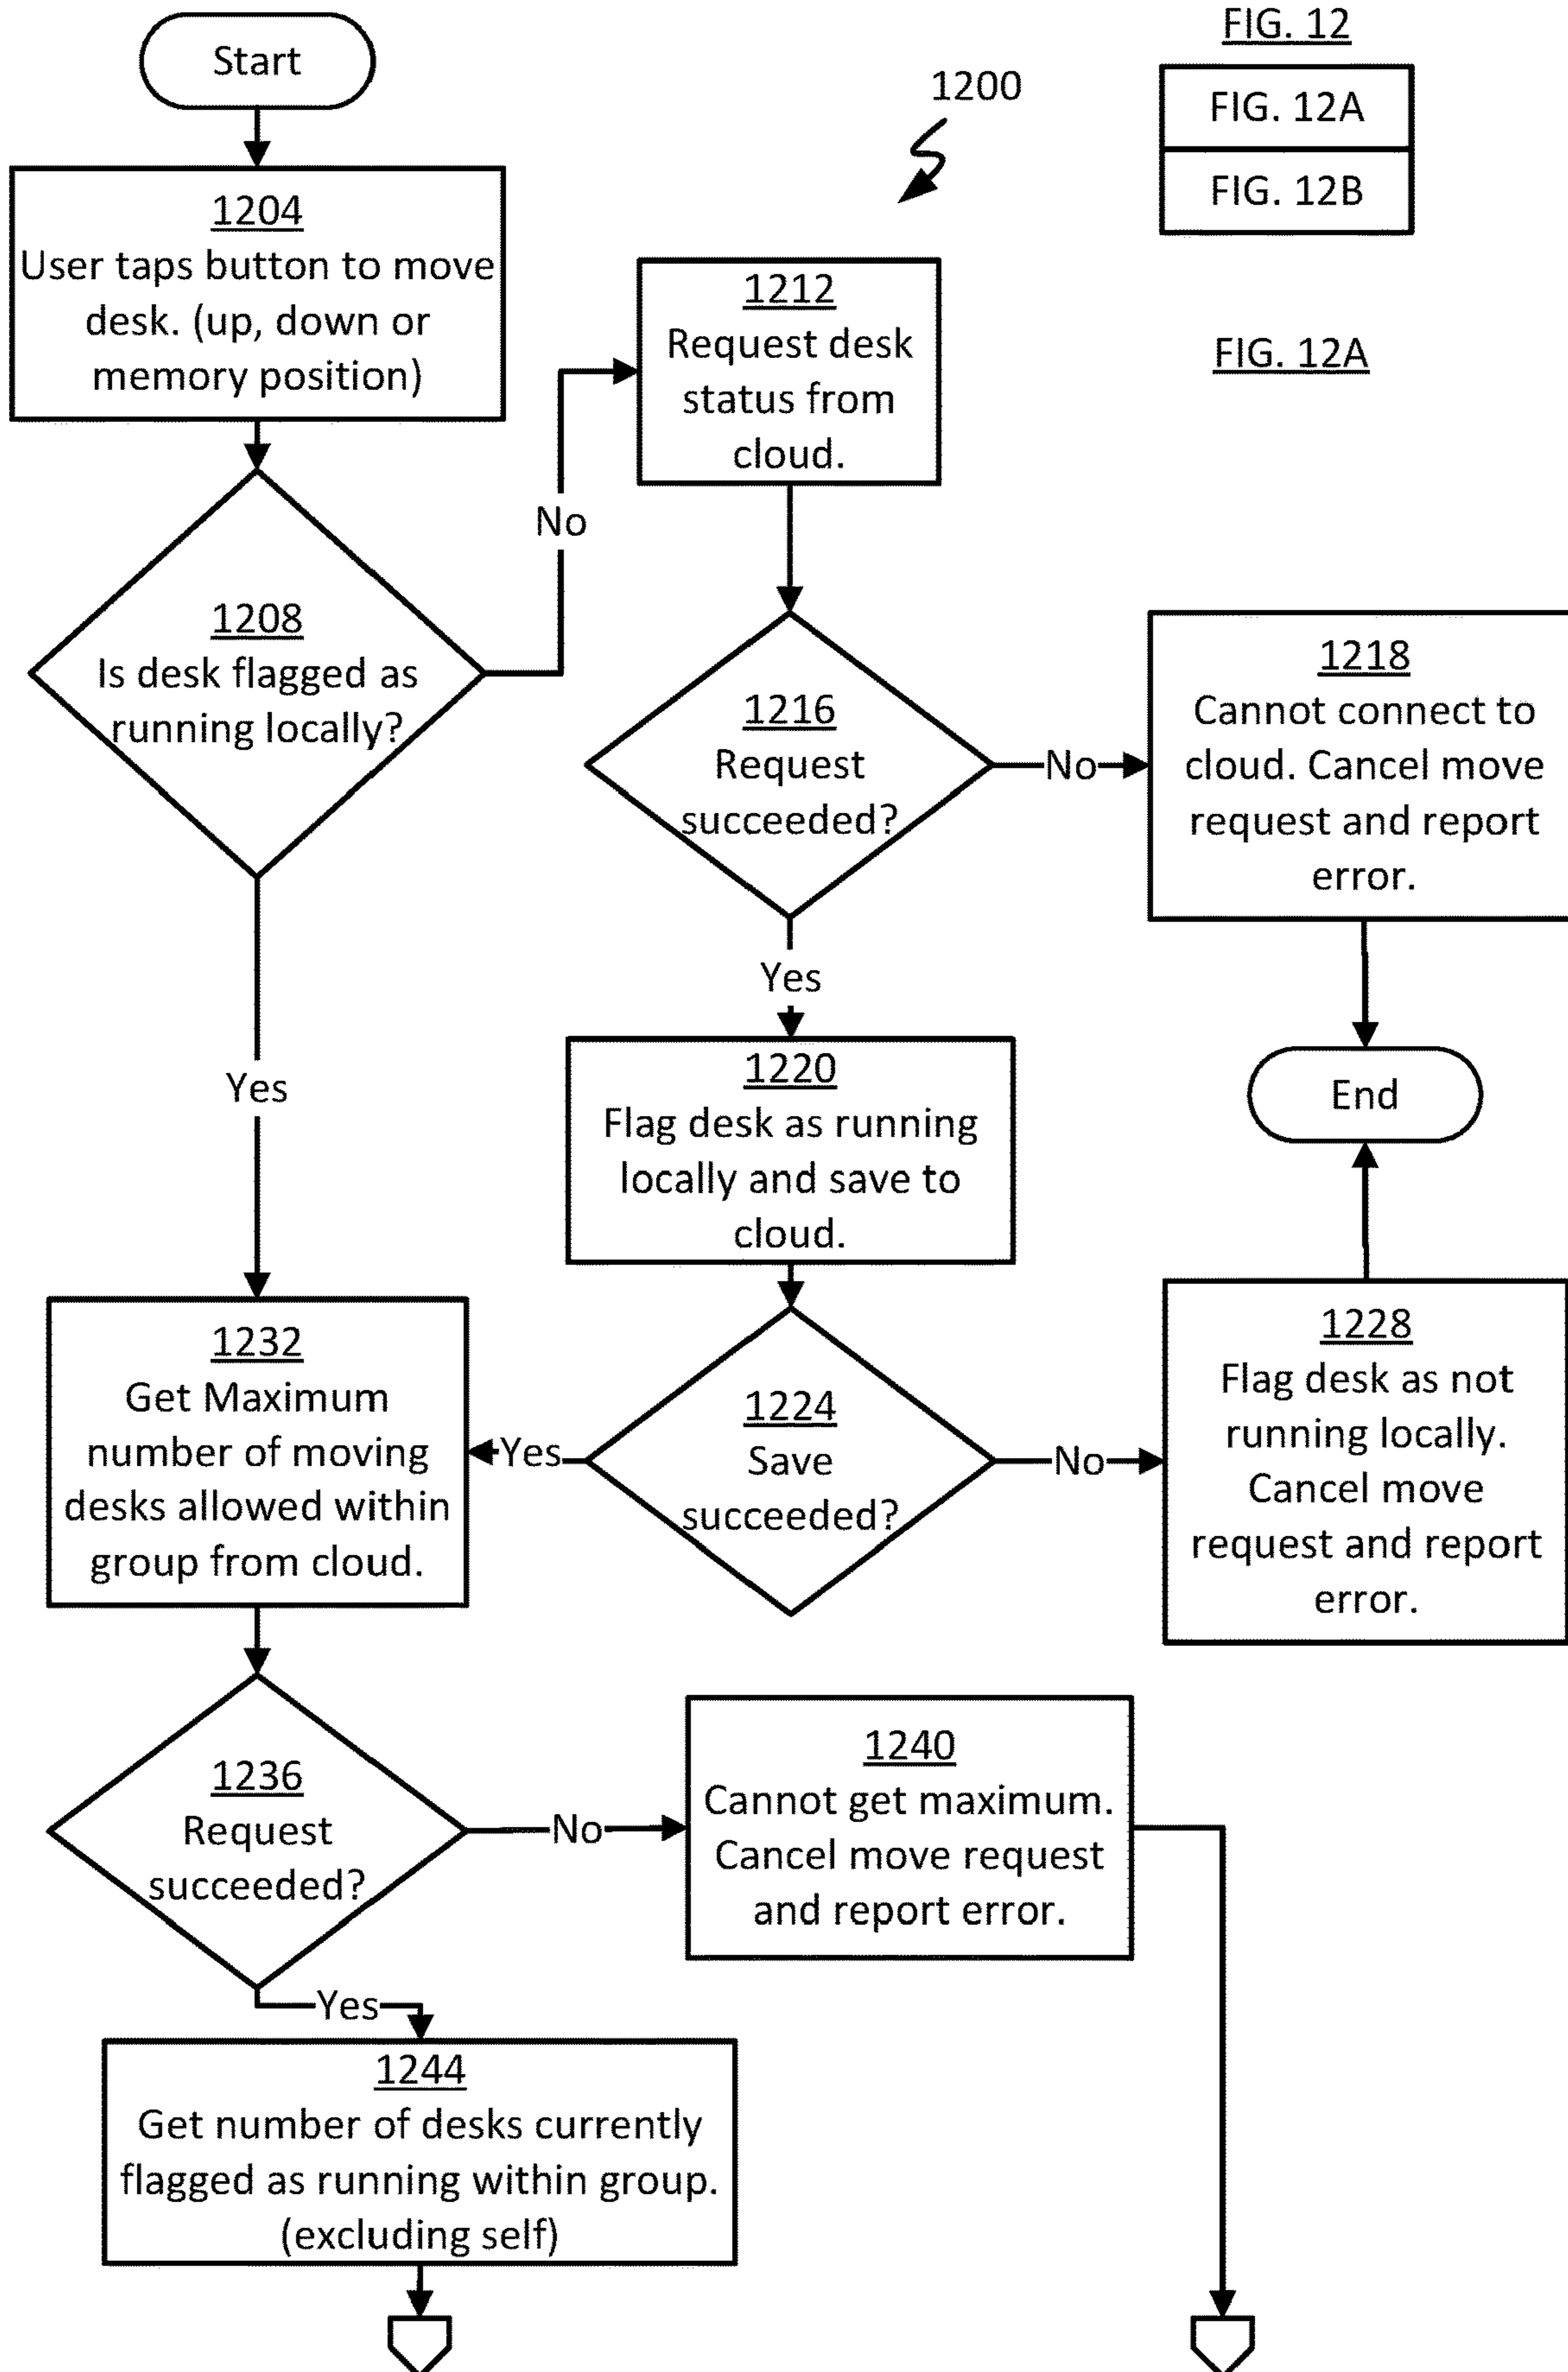 Start
FIG. 12
FIG. 12A
FIG. 12B
1200
FIG. 12A
1204
User taps button to move
desk. (up, down or
memory position)
1212
Request desk
status from
cloud.
No
1208
Is desk flagged as
running locally?
1216
Request
succeeded?
No
1218
Cannot connect to
cloud. Cancel move
request and report
error.
Yes
Yes
1220
Flag desk as running
locally and save to
cloud.
End
1232
Get Maximum
number of moving
desks allowed within
group from cloud.
Yes
1224
Save
succeeded?
No
1228
Flag desk as not
running locally.
Cancel move
request and report
error.
1236
Request
succeeded?
No
1240
Cannot get maximum.
Cancel move request
and report error.
Yes
1244
Get number of desks currently
flagged as running within group.
(excluding self)